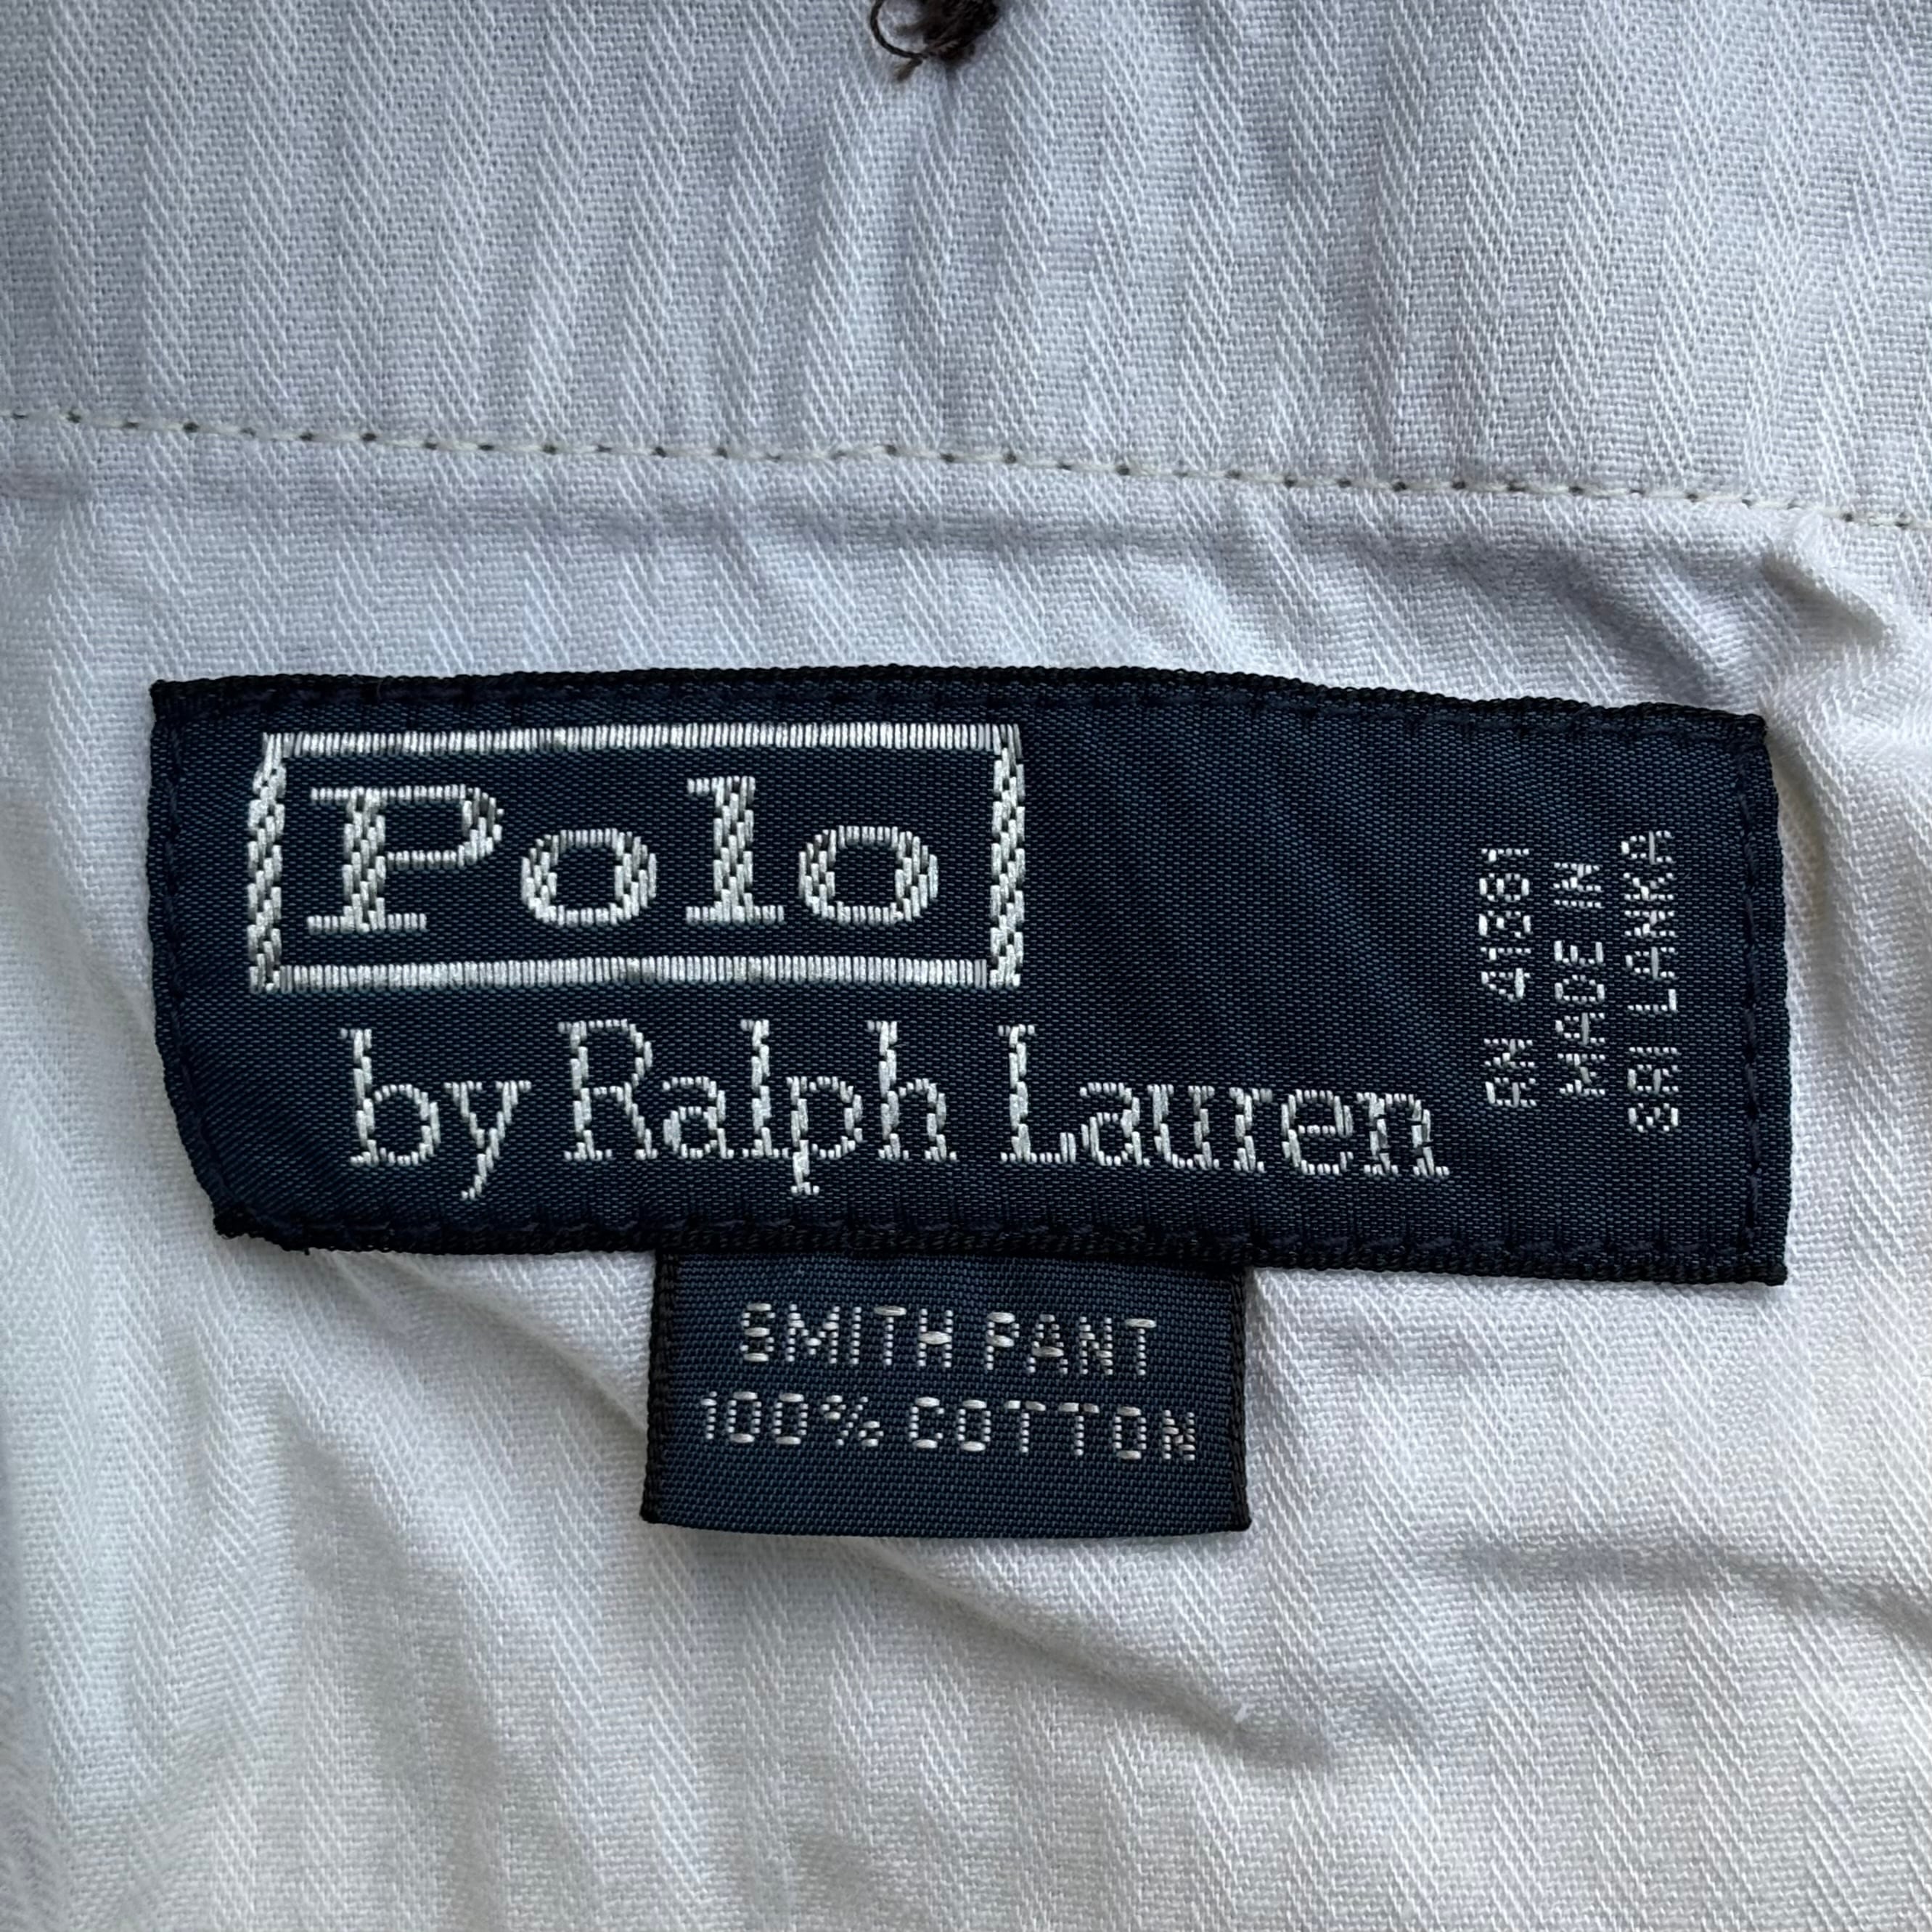 Polo
by Ralph Lauren
RN 41381
MADE IN
SRI LANKA
SMITH PANT
100% COTTON